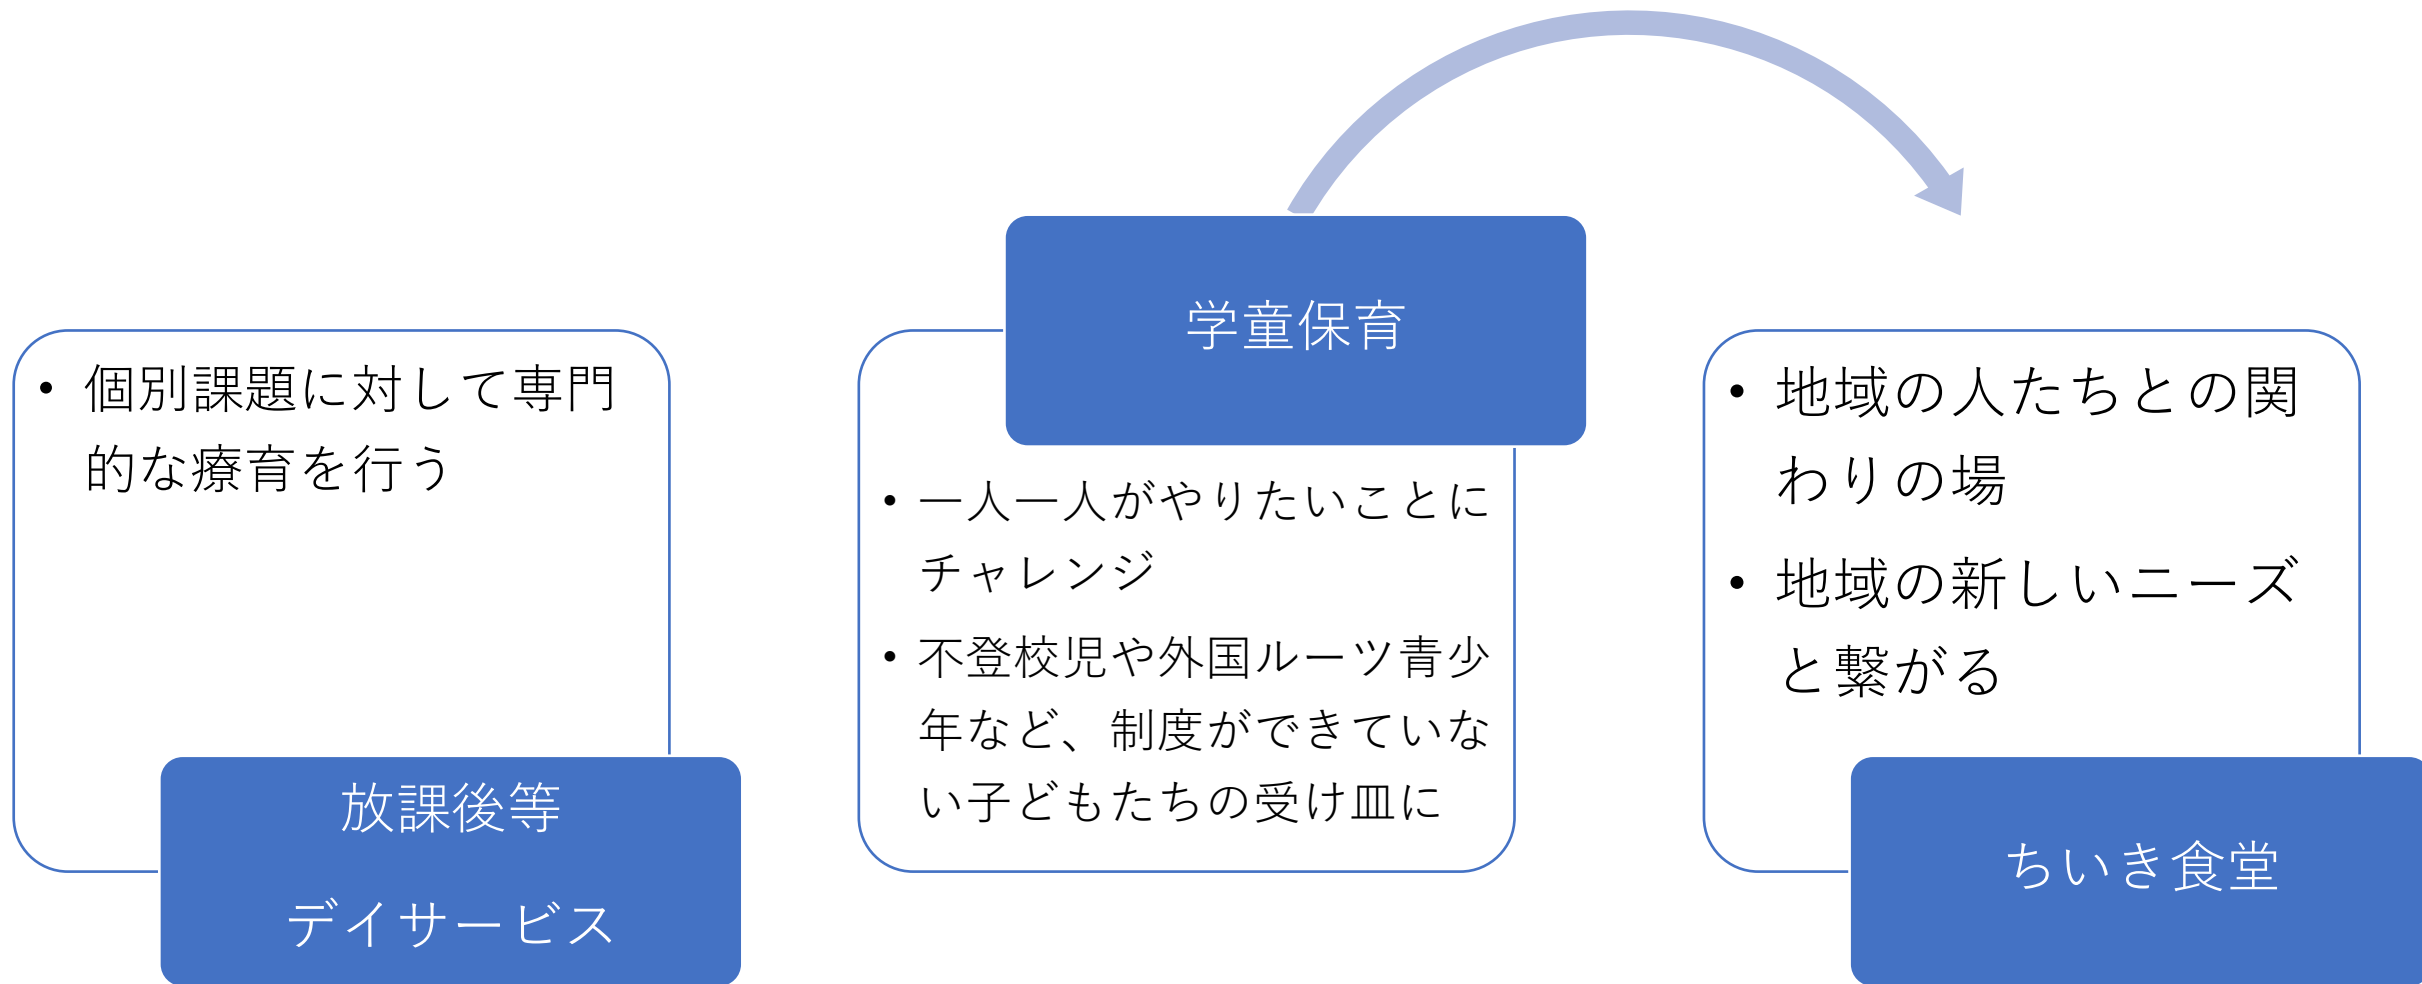 • 個別課題に対して専門
的な療育を行う
放課後等
デイサービス
学童保育
• 一人一人がやりたいことに
チャレンジ
• 不登校児や外国ルーツ青少
年など、制度ができていな
い子どもたちの受け皿に
• 地域の人たちとの関
わりの場
• 地域の新しいニーズ
と繋がる
ちいき食堂